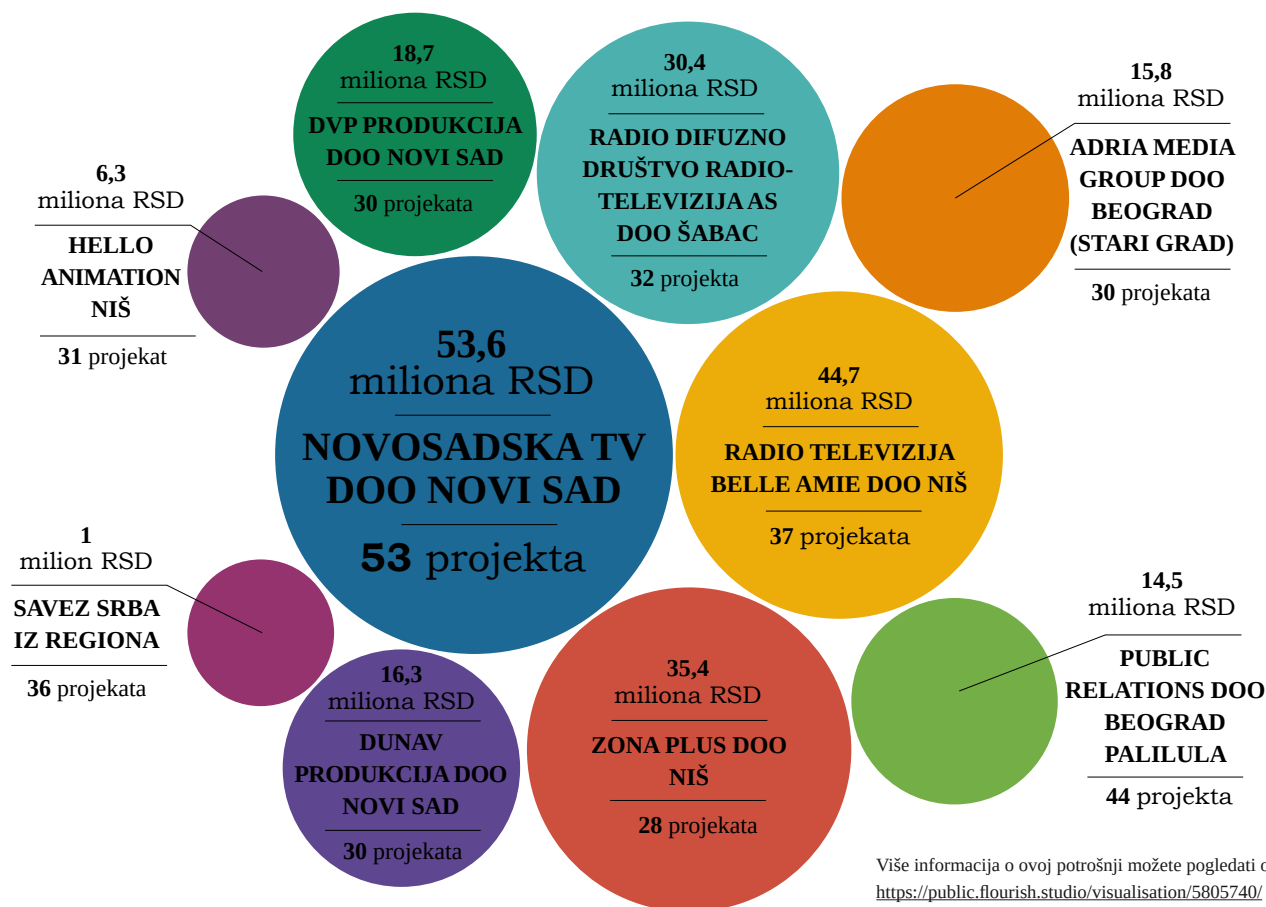 18,7
miliona RSD
DVP PRODUKCIJA
DOO NOVI SAD
30 projekata
30,4
miliona RSD
RADIO DIFUZNO
DRUŠTVO RADIO-
TELEVIZIJA AS
DOO ŠABAC
32 projekta
15,8
miliona RSD
ADRIA MEDIA
GROUP DOO
BEOGRAD
(STARI GRAD)
30 projekata
6,3
miliona RSD
HELLO
ANIMATION
NIŠ
31 projekat
53,6
miliona RSD
NOVOSADSKA TV
DOO NOVI SAD
53 projekta
44,7
miliona RSD
RADIO TELEVIZIJA
BELLE AMIE DOO NIŠ
37 projekata
1
milion RSD
SAVEZ SRBA
IZ REGIONA
36 projekata
16,3
miliona RSD
DUNAV
PRODUKCIJA DOO
NOVI SAD
30 projekata
35,4
miliona RSD
ZONA PLUS DOO
NIŠ
28 projekata
14,5
miliona RSD
PUBLIC
RELATIONS DOO
BEOGRAD
PALILULA
44 projekta
Više informacija o ovoj potrošnji možete pogledati
https://public.flourish.studio/visualisation/5805740/